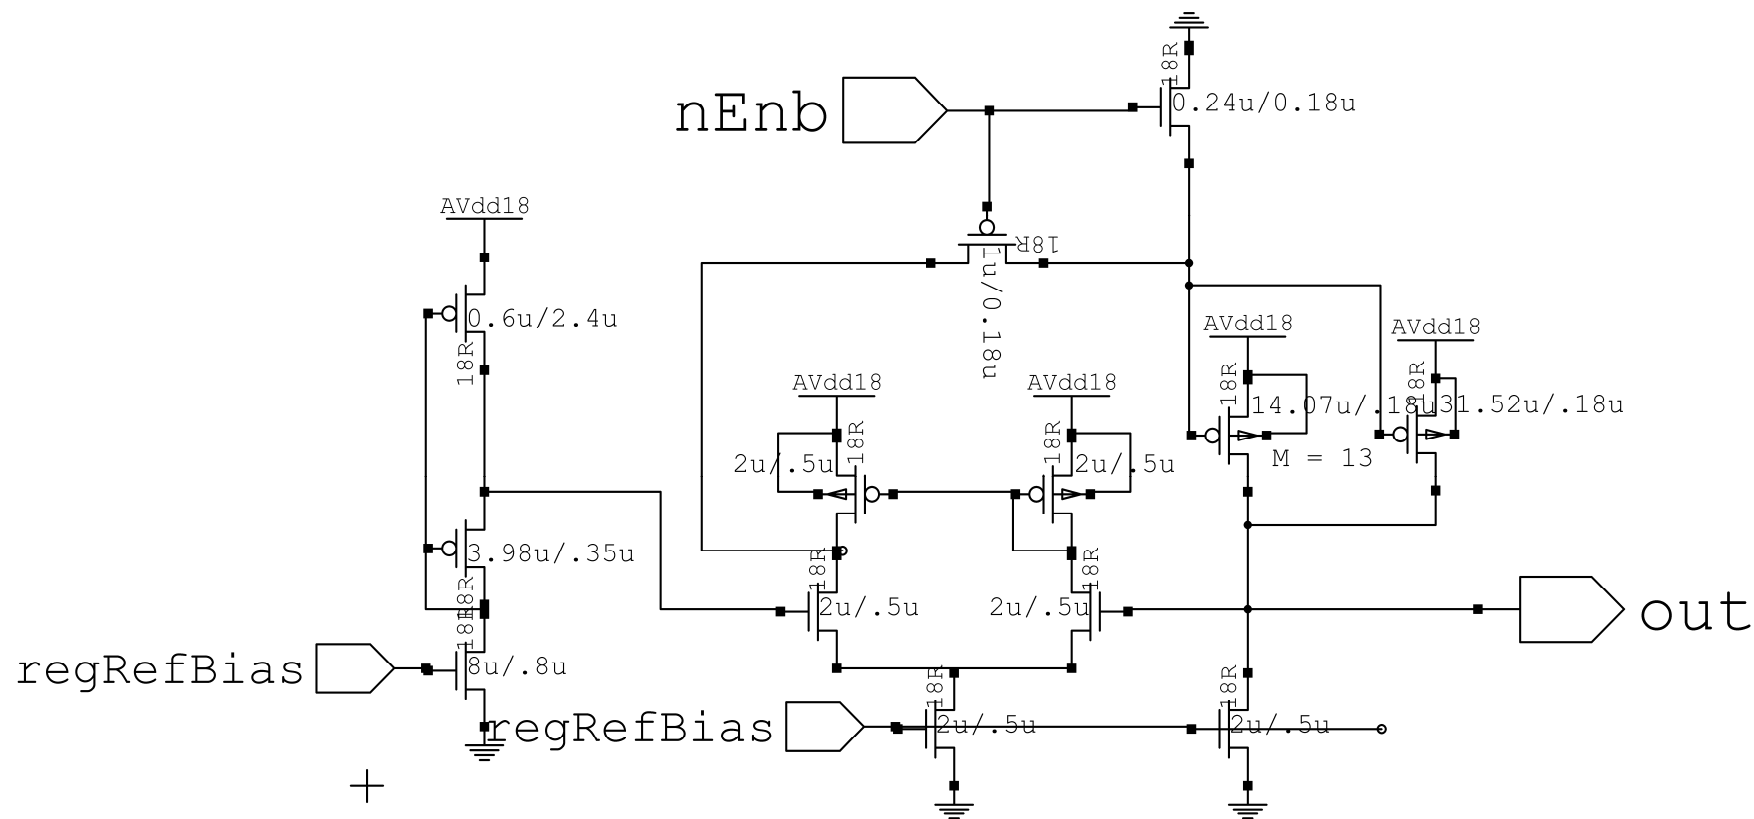 18R
nEnb
0.24u/0.18u
AVdd18
18R
1u/0.18u
0.6u/2.4u
18R
AVdd18
AVdd18
AVdd18
AVdd18
18R
18R
14.07u/.18u
31.52u/.18u
18R
18R
2u/.5u
2u/.5u
M = 13
3.98u/.35u
18R
18R
18R
18R
2u/.5u
2u/.5u
out
regRefBias
8u/.8u
18R
18R
regRefBias
2u/.5u
2u/.5u